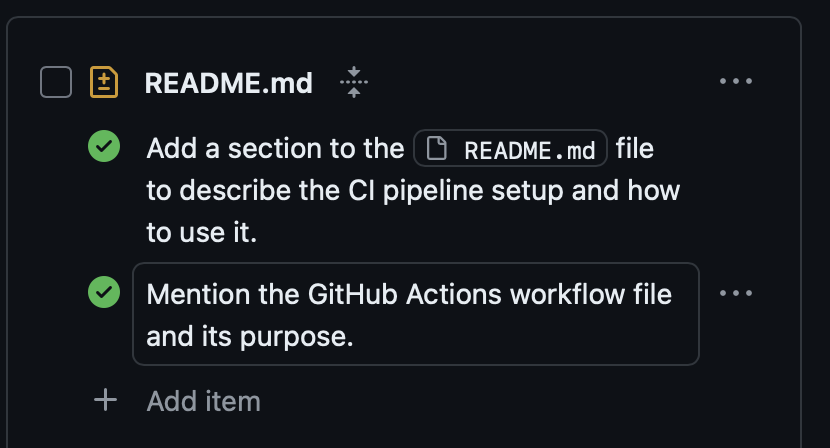 README.md
Add a section to the README.md file
to describe the CI pipeline setup and how
to use it.
Mention the GitHub Actions workflow file
and its purpose.
Add item